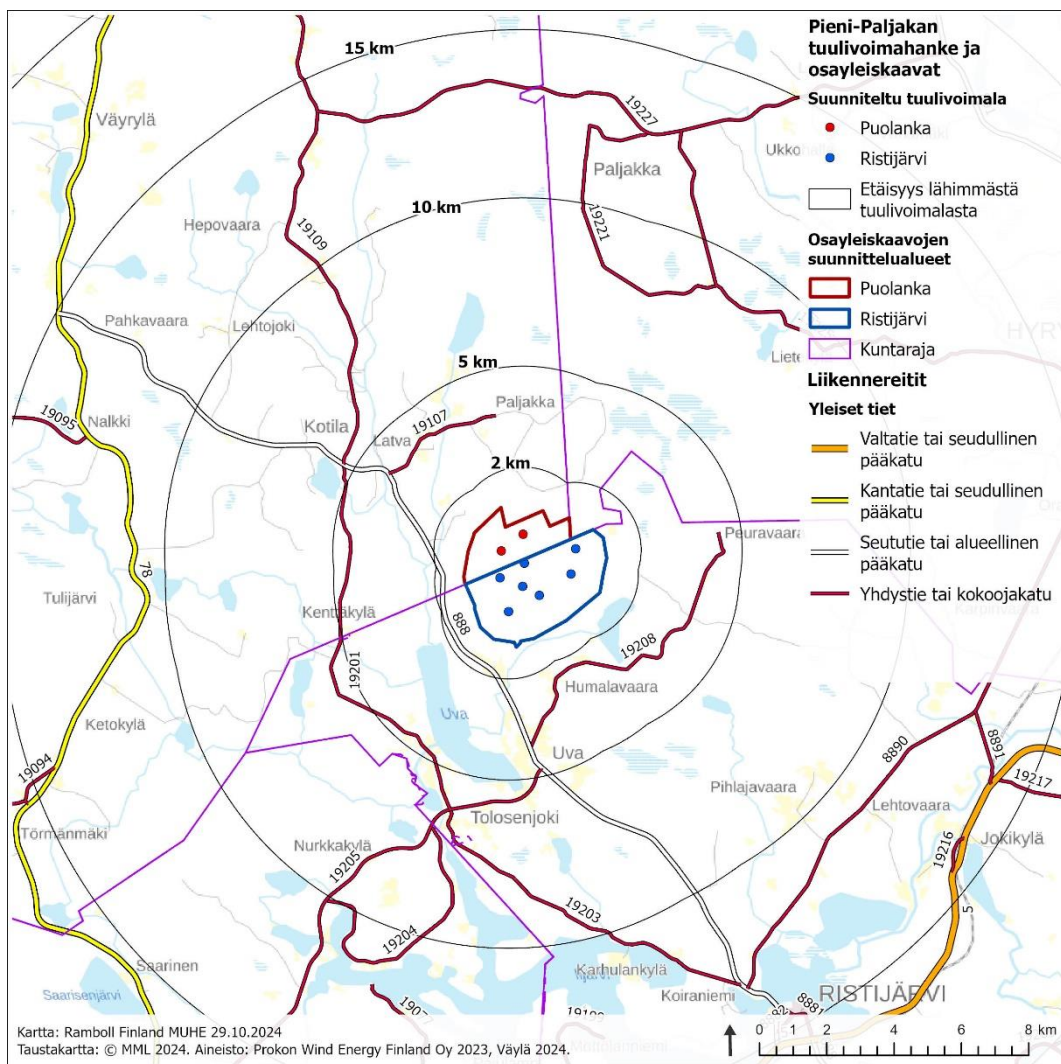 15 km
Väyrylä
19227
Ukko
Paljakka
10 km
Hepovaara
19109
19221
Pahkavaara
Lehtojoki
Liete
HYR
5 km
19095
Nalkki
Kotila
Latva
19107
Paljakka
2 km
Peuravaara
78
Tulijärvi
Kenttäkylä
888
19201
19208
Humalavaara
Ketokylä
Uva
Uva
8890
8891
19217
19094
Pihlajavaara
Lehtovaara
Törmänmäki
Tolosenjoki
19216
Jokikylä
Nurkkakylä
19205
5
19203
19204
Saarinen
Karhulankylä
Saarisenjärvi
Koiraniemi
RISTIJÄRVI
8881
Pieni-Paljakan
tuulivoimahanke ja
osayleiskaavat
Suunniteltu tuulivoimala
Puolanka
Ristijärvi
Etäisyys lähimmästä
tuulivoimalasta
Osayleiskaavojen
suunnittelualueet
Puolanka
Ristijärvi
Kuntaraja
Liikennereitit
Yleiset tiet
Valtatie tai seudullinen
pääkatu
Kantatie tai seudullinen
pääkatu
Seututie tai alueellinen
pääkatu
Yhdystie tai kokoojakatu
Kartta: Ramboll Finland MUHE 29.10.2024
Taustakartta: © MML 2024. Aineisto: Prokon Wind Energy Finland Oy 2023, Väylä 2024.
0 1 2 4 6 8 km